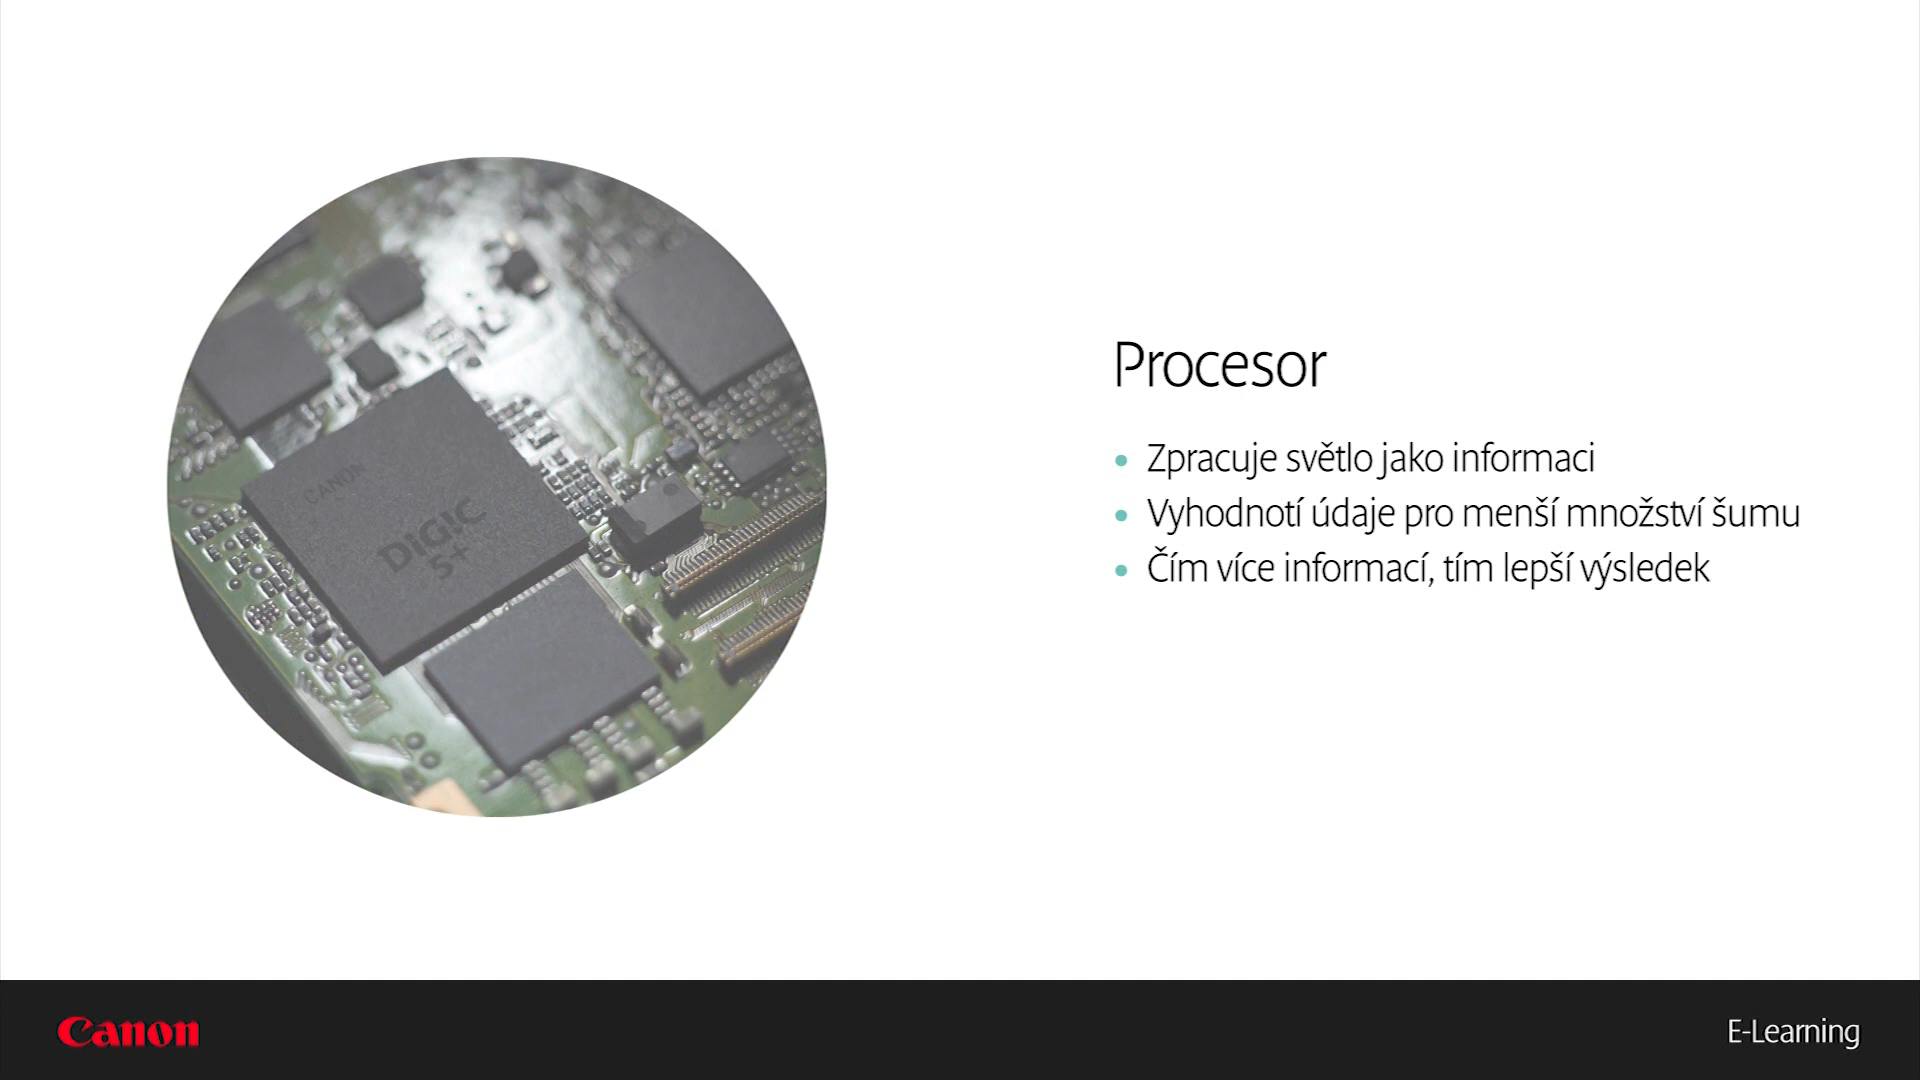 CANON
DiGiC
5+
Procesor
Zpracuje světlo jako informaci
Vyhodnotí údaje pro menší množství šumu
Čím více informací, tím lepší výsledek
Canon
E-Learning